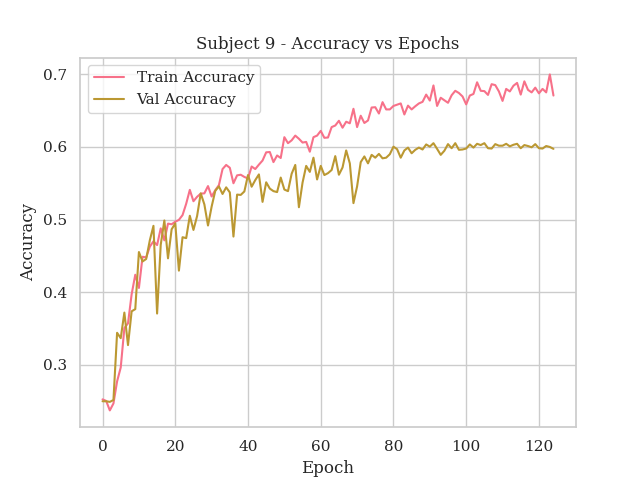 Subject 9 - Accuracy vs Epochs
Train Accuracy
Val Accuracy
0.7
0.6
0.5
0.4
0.3
Accuracy
0 20 40 60 80 100 120
Epoch